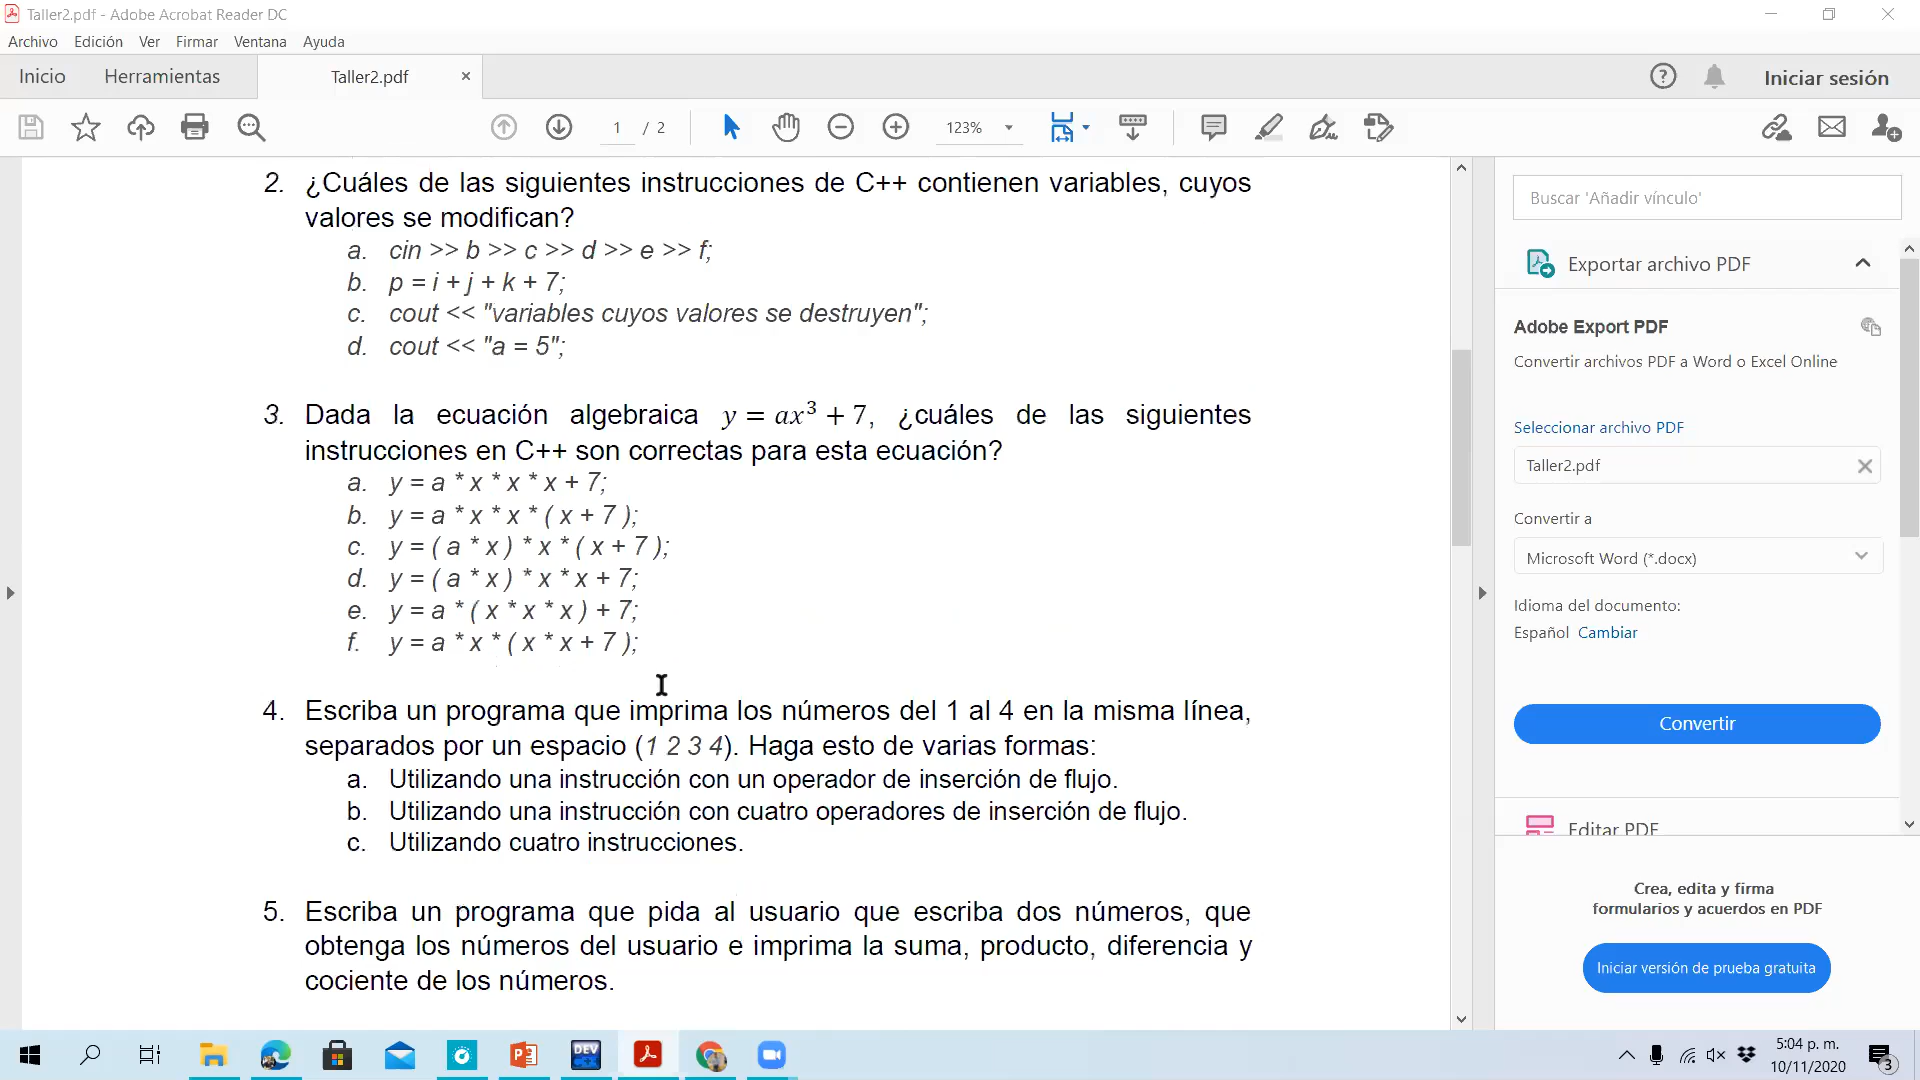 Taller2.pdf - Adobe Acrobat Reader DC
Archivo Edición Ver Firmar Ventana Ayuda
Inicio Herramientas Taller2.pdf × Iniciar sesión
1 / 2 123%
2. ¿Cuáles de las siguientes instrucciones de C++ contienen variables, cuyos
valores se modifican?
a. cin >> b >> c >> d >> e >> f;
b. p = i + j + k + 7;
c. cout << "variables cuyos valores se destruyen";
d. cout << "a = 5";
3. Dada la ecuación algebraica y = ax³ + 7, ¿cuáles de las siguientes
instrucciones en C++ son correctas para esta ecuación?
a. y = a * x * x * x + 7;
b. y = a * x * x * ( x + 7 );
c. y = ( a * x ) * x * ( x + 7 );
d. y = ( a * x ) * x * x + 7;
e. y = a * ( x * x * x ) + 7;
f. y = a * x * ( x * x + 7 );
4. Escriba un programa que imprima los números del 1 al 4 en la misma línea,
separados por un espacio (1 2 3 4). Haga esto de varias formas:
a. Utilizando una instrucción con un operador de inserción de flujo.
b. Utilizando una instrucción con cuatro operadores de inserción de flujo.
c. Utilizando cuatro instrucciones.
5. Escriba un programa que pida al usuario que escriba dos números, que
obtenga los números del usuario e imprima la suma, producto, diferencia y
cociente de los números.
Buscar 'Añadir vínculo'
Exportar archivo PDF
Adobe Export PDF
Convertir archivos PDF a Word o Excel Online
Seleccionar archivo PDF
Taller2.pdf
Convertir a
Microsoft Word (*.docx)
Idioma del documento:
Español Cambiar
Convertir
Editar PDF
Crea, edita y firma
formularios y acuerdos en PDF
Iniciar versión de prueba gratuita
DEV
5:04 p. m.
10/11/2020
3